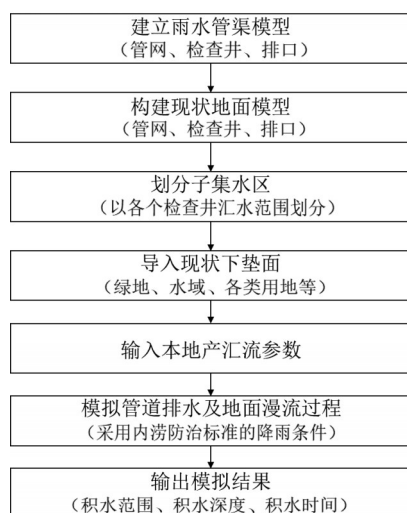 建立雨水管渠模型
（管网、检查井、排口）
构建现状地面模型
（管网、检查井、排口）
划分子集水区
（以各个检查井汇水范围划分）
导入现状下垫面
（绿地、水域、各类用地等）
输入本地产汇流参数
模拟管道排水及地面漫流过程
（采用内涝防治标准的降雨条件）
输出模拟结果
（积水范围、积水深度、积水时间）